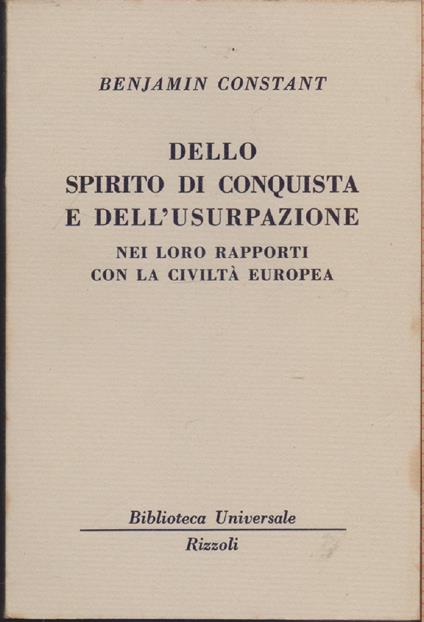 BENJAMIN CONSTANT
DELLO
SPIRITO DI CONQUISTA
E DELL'USURPAZIONE
NEI LORO RAPPORTI
CON LA CIVILTÀ EUROPEA
Biblioteca Universale
Rizzoli